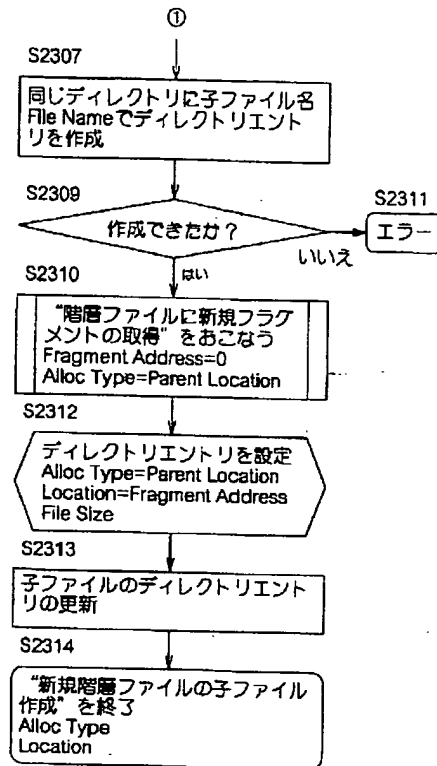 ①
S2307
同じディレクトリに子ファイル名
File Nameでディレクトリエント
リを作成
S2309
作成できたか？
いいえ
S2311
エラー
はい
S2310
“階層ファイルに新規フラグ
メントの取得”をおこなう
Fragment Address=0
Alloc Type=Parent Location
S2312
ディレクトリエントリを設定
Alloc Type=Parent Location
Location=Fragment Address
File Size
S2313
子ファイルのディレクトリエント
リの更新
S2314
“新規階層ファイルの子ファイル
作成”を終了
Alloc Type
Location